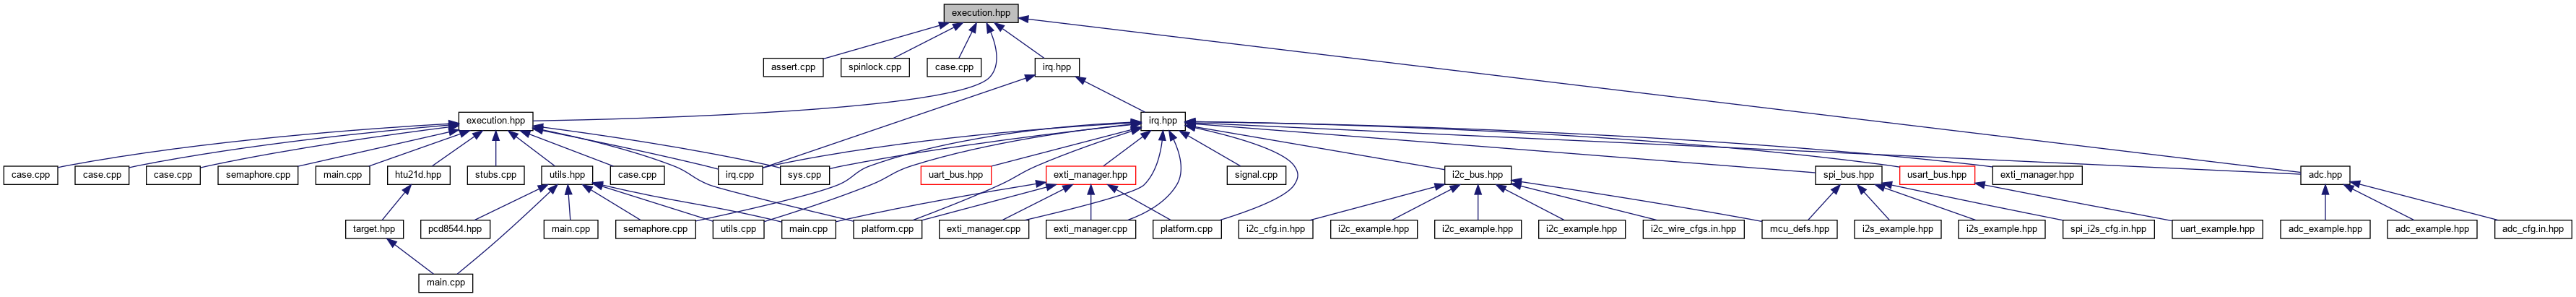 execution.hpp
assert.cpp
spinlock.cpp
case.cpp
irq.hpp
execution.hpp
irq.hpp
case.cpp
case.cpp
case.cpp
semaphore.cpp
main.cpp
htu21d.hpp
stubs.cpp
utils.hpp
case.cpp
irq.cpp
sys.cpp
uart_bus.hpp
exti_manager.hpp
signal.cpp
i2c_bus.hpp
spi_bus.hpp
usart_bus.hpp
exti_manager.hpp
adc.hpp
target.hpp
pcd8544.hpp
main.cpp
semaphore.cpp
utils.cpp
main.cpp
platform.cpp
exti_manager.cpp
exti_manager.cpp
platform.cpp
i2c_cfg.in.hpp
i2c_example.hpp
i2c_example.hpp
i2c_example.hpp
i2c_wire_cfgs.in.hpp
mcu_defs.hpp
i2s_example.hpp
i2s_example.hpp
spi_i2s_cfg.in.hpp
uart_example.hpp
adc_example.hpp
adc_example.hpp
adc_cfg.in.hpp
main.cpp